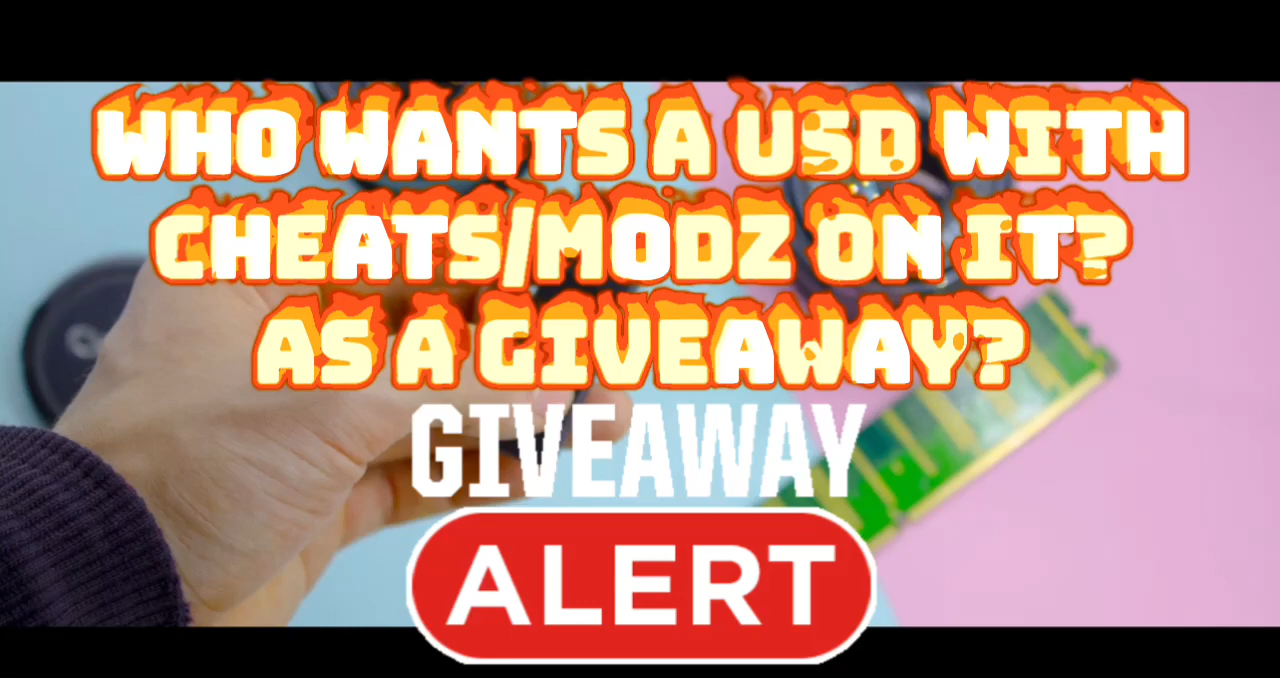 WHO WANTS A USD WITH
CHEATS/MODZ ON IT?
AS A GIVEAWAY?
GIVEAWAY
ALERT